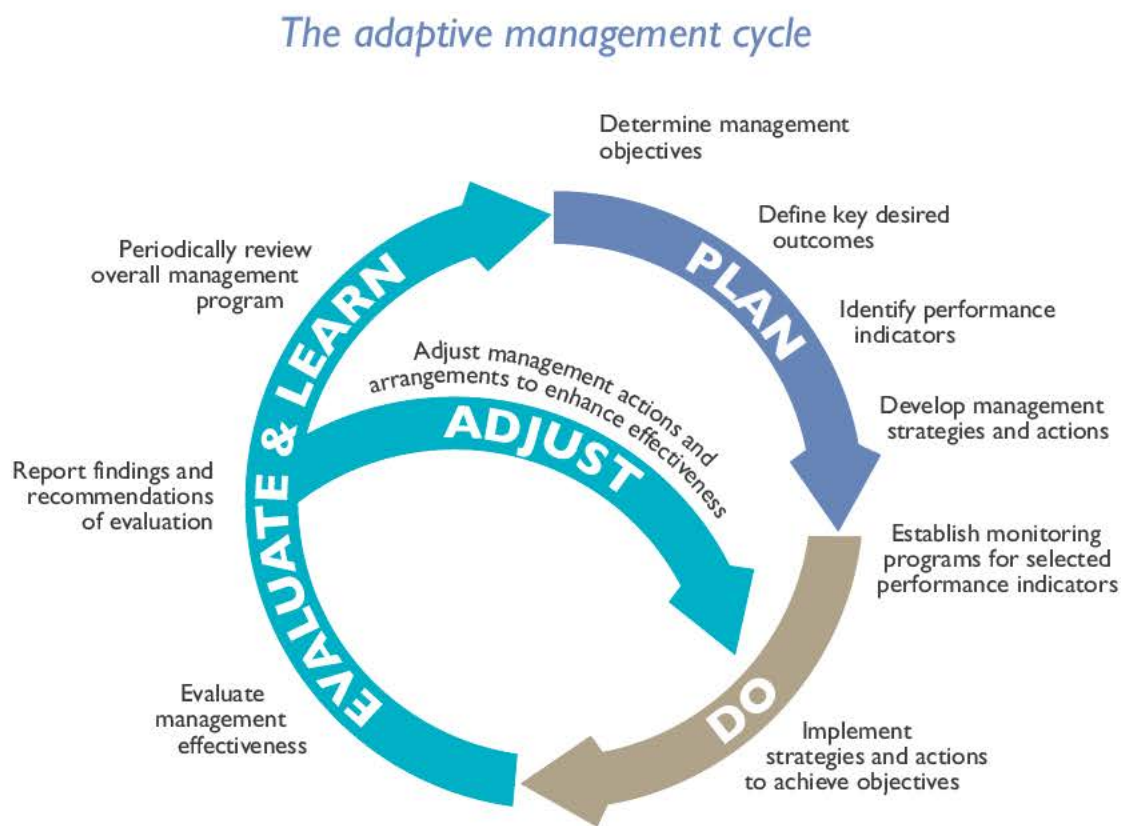 The adaptive management cycle
Determine management
objectives
Define key desired
outcomes
PLAN
Identify performance
indicators
Develop management
strategies and actions
Establish monitoring
programs for selected
performance indicators
DO
Implement
strategies and actions
to achieve objectives
Evaluate
management
effectiveness
EVALUATE & LEARN
Report findings and
recommendations
of evaluation
Periodically review
overall management
program
Adjust management actions and
arrangements to enhance effectiveness
ADJUST